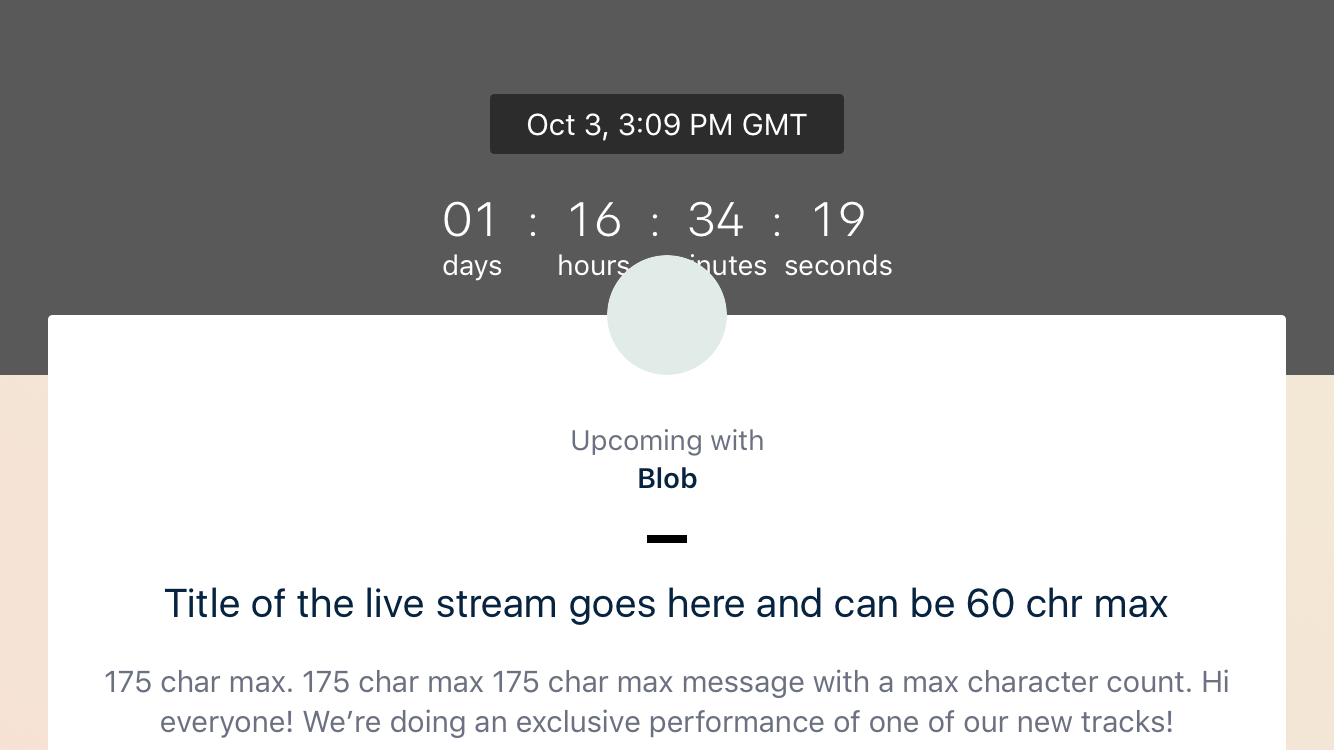 Oct 3, 3:09 PM GMT
01 : 16 : 34 : 19
days hours seconds
Upcoming with
Blob
Title of the live stream goes here and can be 60 chr max
175 char max. 175 char max 175 char max message with a max character count. Hi
everyone! We’re doing an exclusive performance of one of our new tracks!